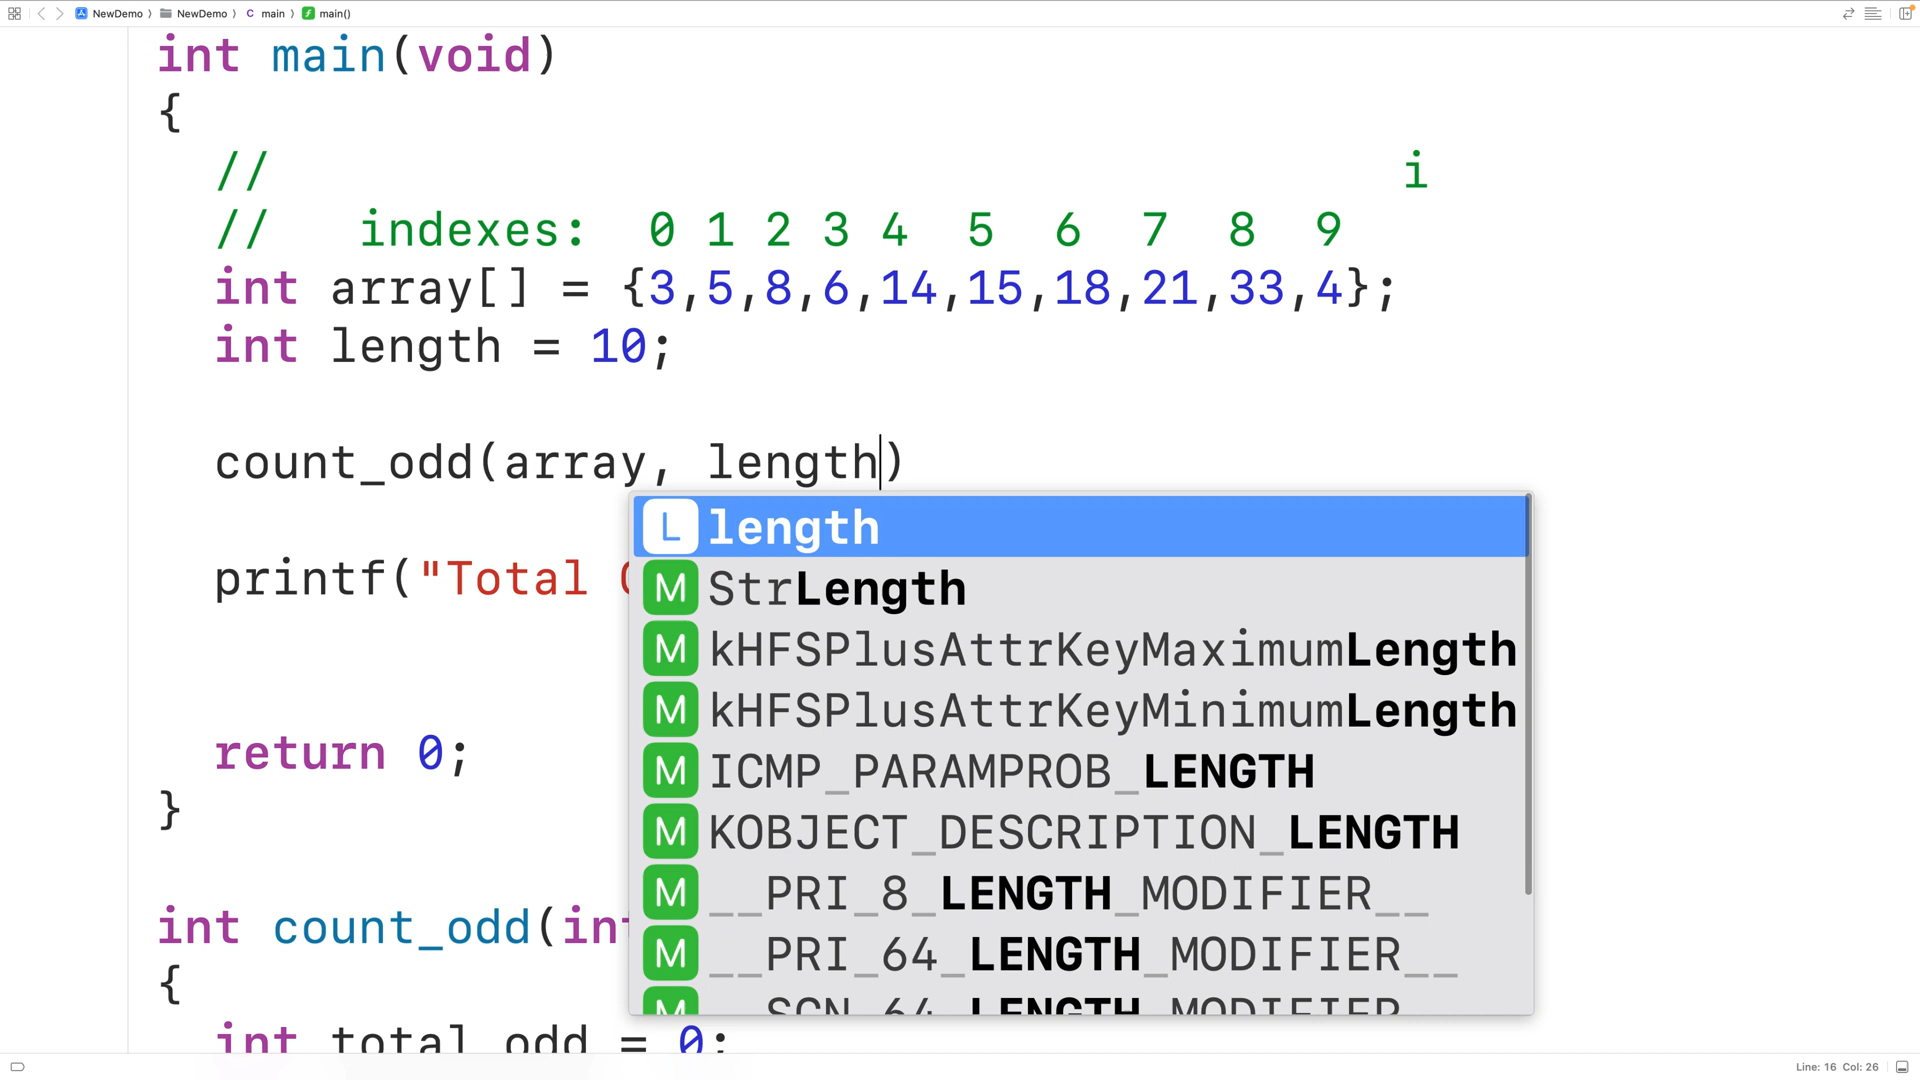 NewDemo ⟩ NewDemo ⟩ C main ⟩ f main()
int main(void)
{
// i
// indexes: 0 1 2 3 4 5 6 7 8 9
int array[] = {3,5,8,6,14,15,18,21,33,4};
int length = 10;
count_odd(array, length)
L length
printf("Total
M StrLength
M kHFSPlusAttrKeyMaximumLength
M kHFSPlusAttrKeyMinimumLength
return 0;
M ICMP_PARAMPROB_LENGTH
}
M KOBJECT_DESCRIPTION_LENGTH
M __PRI_8_LENGTH_MODIFIER__
int count_odd(int
M __PRI_64_LENGTH_MODIFIER__
{
M __SCN_64_LENGTH_MODIFIER__
int total_odd = 0;
Line: 16 Col: 26